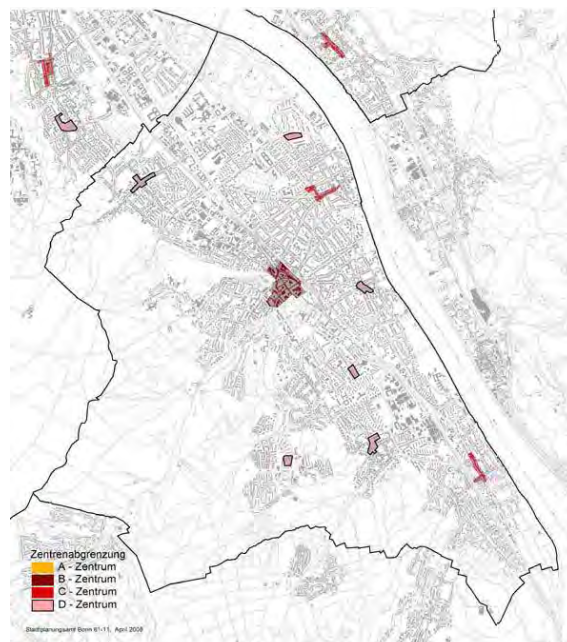 Zentrenabgrenzung
A - Zentrum
B - Zentrum
C - Zentrum
D - Zentrum
Stadtplanungsamt Bonn 61-11, April 2008